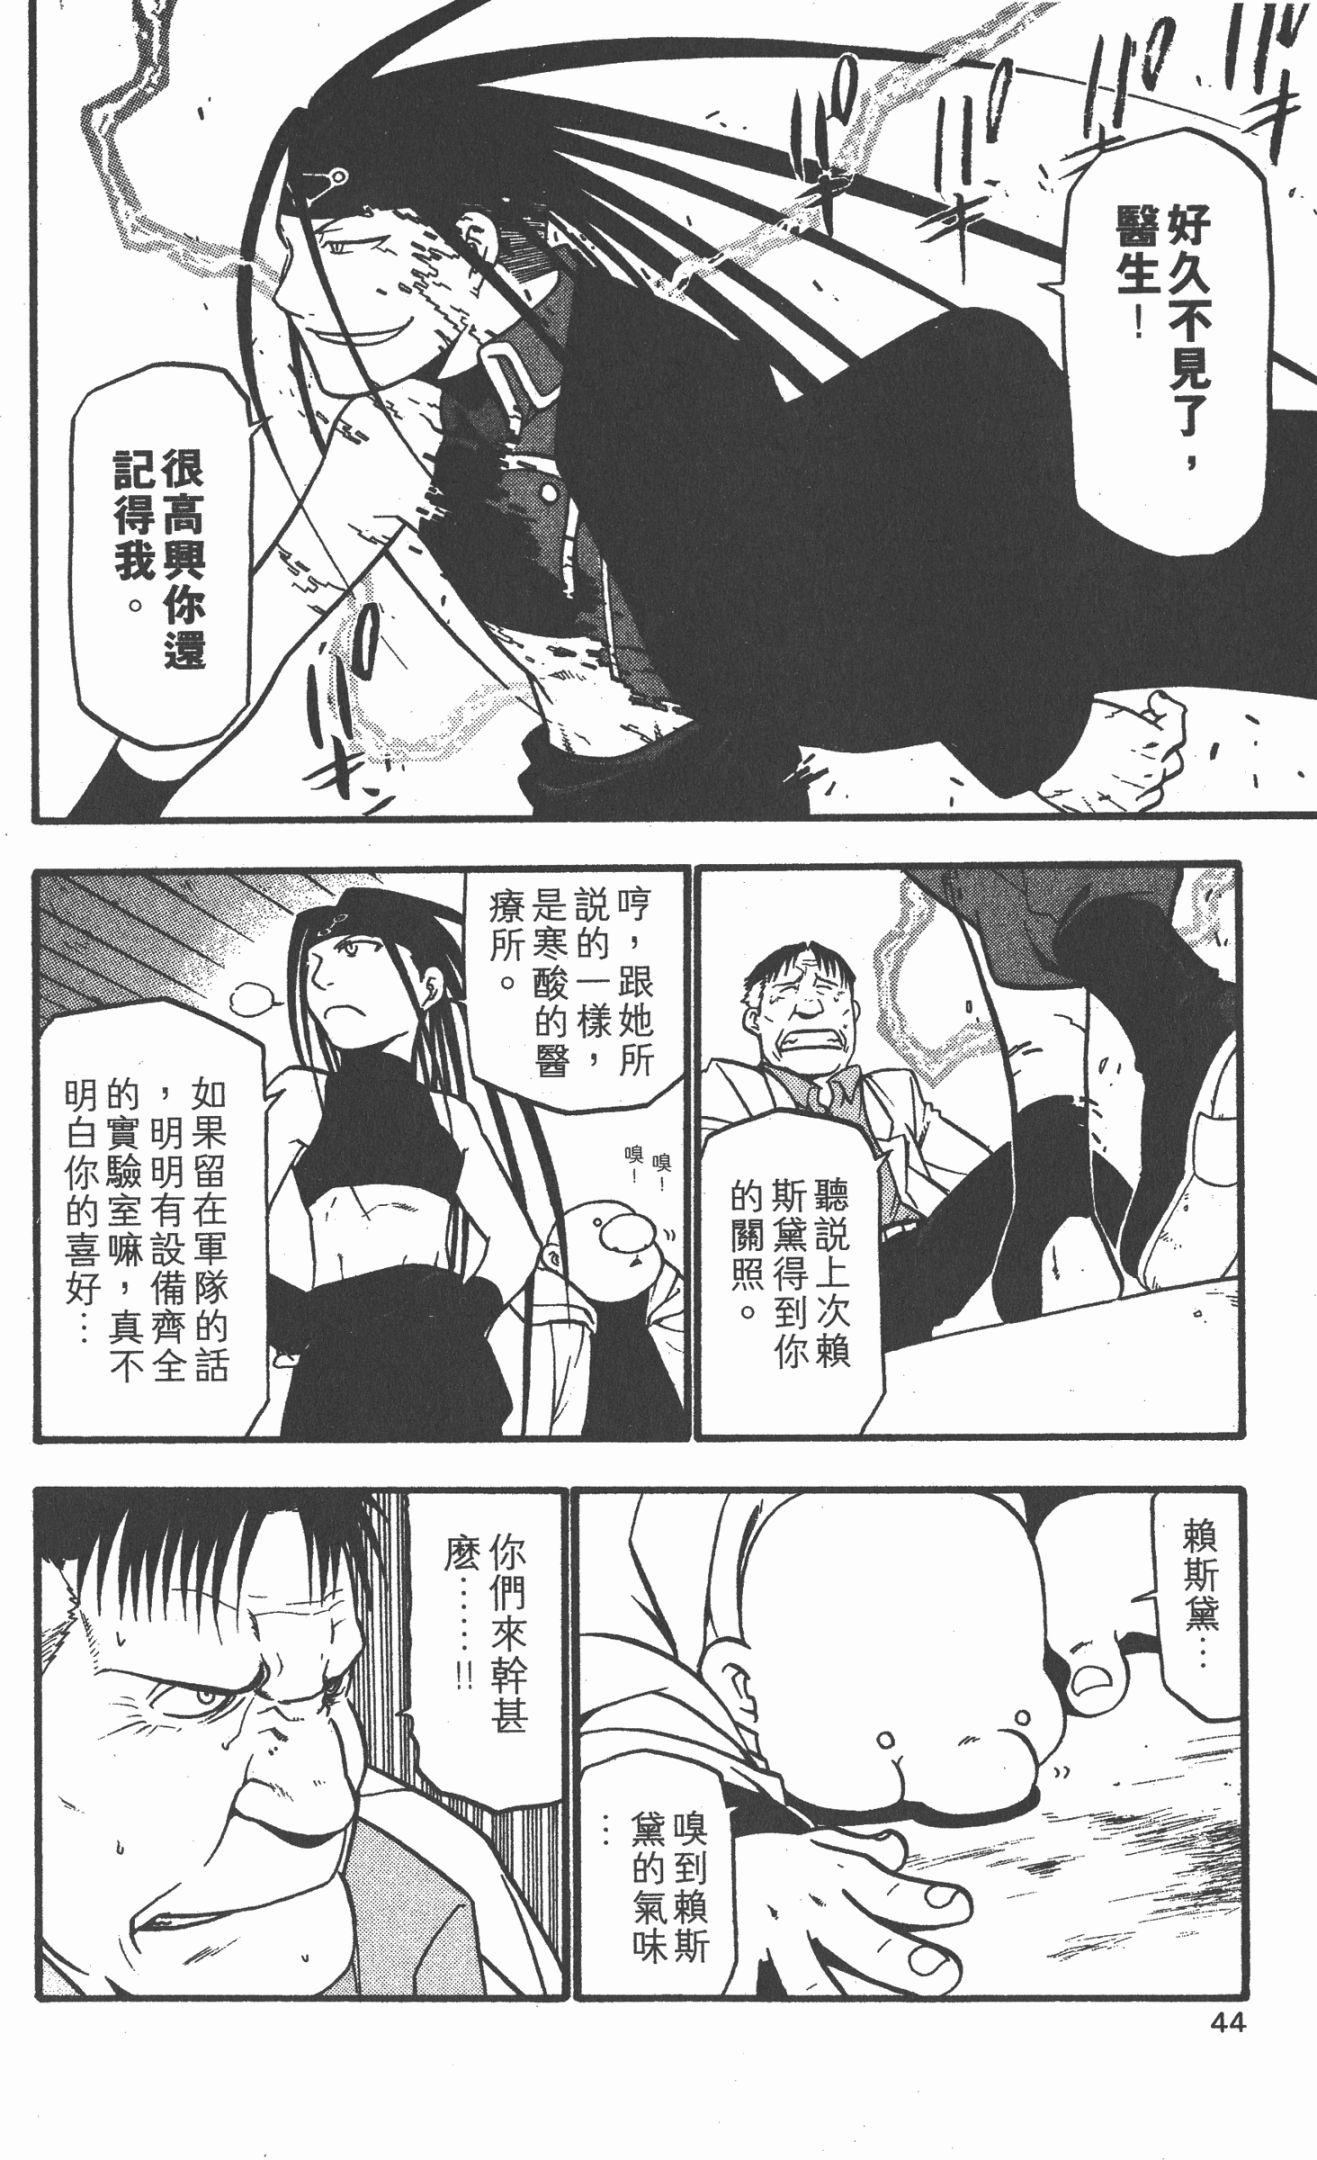 好久不見了，
醫生！
很高興你還
記得我。
聽說上次賴
斯黛得到你
的關照。
哼，跟她所
說的一樣，
是寒酸的醫
療所。
嗅！
嗅！
如果留在軍隊的話
，明明有設備齊全
的實驗室嘛，真不
明白你的喜好…
賴斯黛…
嗅到賴斯
黛的氣味
…
你們來幹甚
麼……!!
44